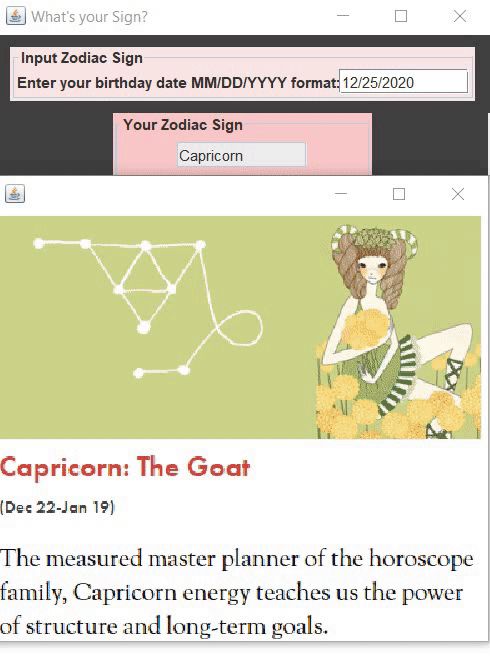 What's your Sign?
Input Zodiac Sign
Enter your birthday date MM/DD/YYYY format: 12/25/2020
Your Zodiac Sign
Capricorn
Capricorn: The Goat
(Dec 22-Jan 19)
The measured master planner of the horoscope
family, Capricorn energy teaches us the power
of structure and long-term goals.